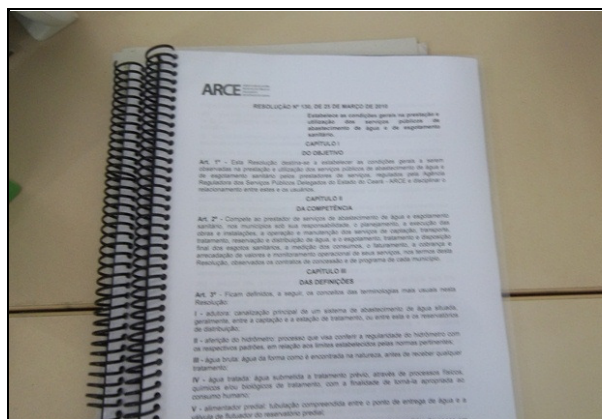 ARCE
RESOLUÇÃO Nº 130, DE 25 DE MARÇO DE 2010
Estabelece as condições gerais na prestação e
utilização dos serviços públicos de
abastecimento de água e de esgotamento
sanitário.
CAPÍTULO I
DO OBJETIVO
Art. 1º - Esta Resolução destina-se a estabelecer as condições gerais a serem
observadas na prestação e utilização dos serviços públicos de abastecimento de água e
de esgotamento sanitário pelos prestadores de serviços, regulados pela Agência
Reguladora dos Serviços Públicos Delegados do Estado do Ceará - ARCE e disciplinar o
relacionamento entre estes e os usuários.
CAPÍTULO II
DA COMPETÊNCIA
Art. 2º - Compete ao prestador de serviços de abastecimento de água e esgotamento
sanitário, nos municípios sob sua responsabilidade, o planejamento, a execução das
obras e instalações, a operação e manutenção dos serviços de captação, transporte,
tratamento, reservação e distribuição de água, e o esgotamento, tratamento e disposição
final dos esgotos sanitários, a medição dos consumos, o faturamento, a cobrança e
arrecadação de valores e monitoramento operacional de seus serviços, nos termos desta
Resolução, observados os contratos de concessão e de programa de cada município.
CAPÍTULO III
DAS DEFINIÇÕES
Art. 3º - Ficam definidos, a seguir, os conceitos das terminologias mais usuais nesta
Resolução:
I - adutora: canalização principal de um sistema de abastecimento de água situada,
geralmente, entre a captação e a estação de tratamento, ou entre esta e os reservatórios
de distribuição;
II - aferição do hidrômetro: processo que visa conferir a regularidade do hidrômetro com
os respectivos padrões, em relação aos limites estabelecidos pelas normas pertinentes;
III - água bruta: água da forma como é encontrada na natureza, antes de receber qualquer
tratamento;
IV - água tratada: água submetida a tratamento prévio, através de processos físicos,
químicos e/ou biológicos de tratamento, com a finalidade de torná-la apropriada ao
consumo humano;
V - alimentador predial: tubulação compreendida entre o ponto de entrega de água e a
válvula de flutuador do reservatório predial;